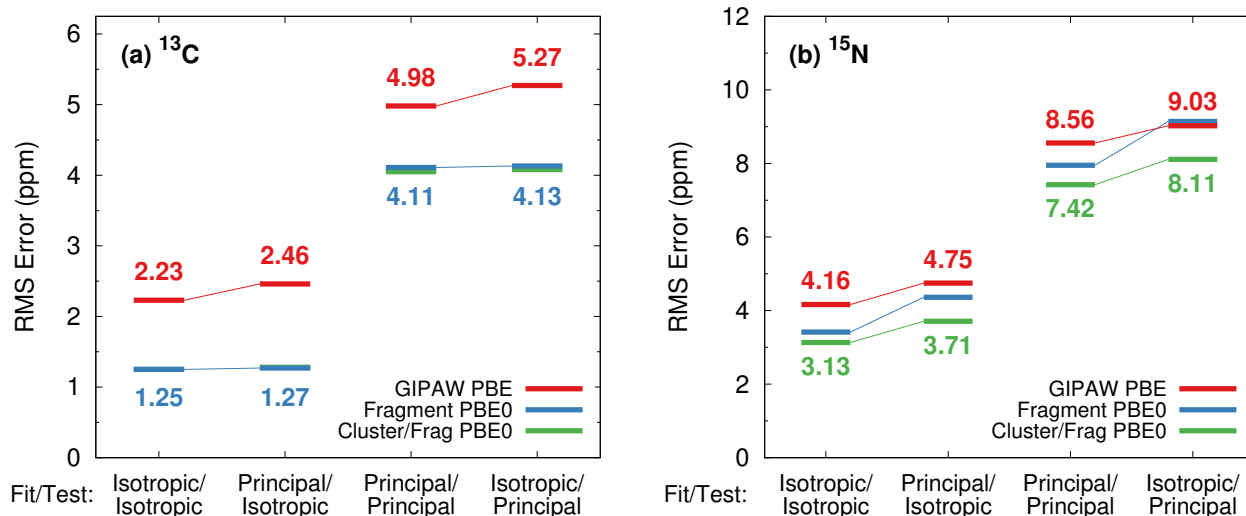 (a) ¹³C
RMS Error (ppm)
6
5
4
3
2
1
0
2.23
2.46
4.98
5.27
1.25
1.27
4.11
4.13
GIPAW PBE
Fragment PBE0
Cluster/Frag PBE0
Fit/Test:
Isotropic/
Isotropic
Principal/
Isotropic
Principal/
Principal
Isotropic/
Principal
(b) ¹⁵N
RMS Error (ppm)
12
10
8
6
4
2
0
4.16
4.75
8.56
9.03
3.13
3.71
7.42
8.11
GIPAW PBE
Fragment PBE0
Cluster/Frag PBE0
Fit/Test:
Isotropic/
Isotropic
Principal/
Isotropic
Principal/
Principal
Isotropic/
Principal